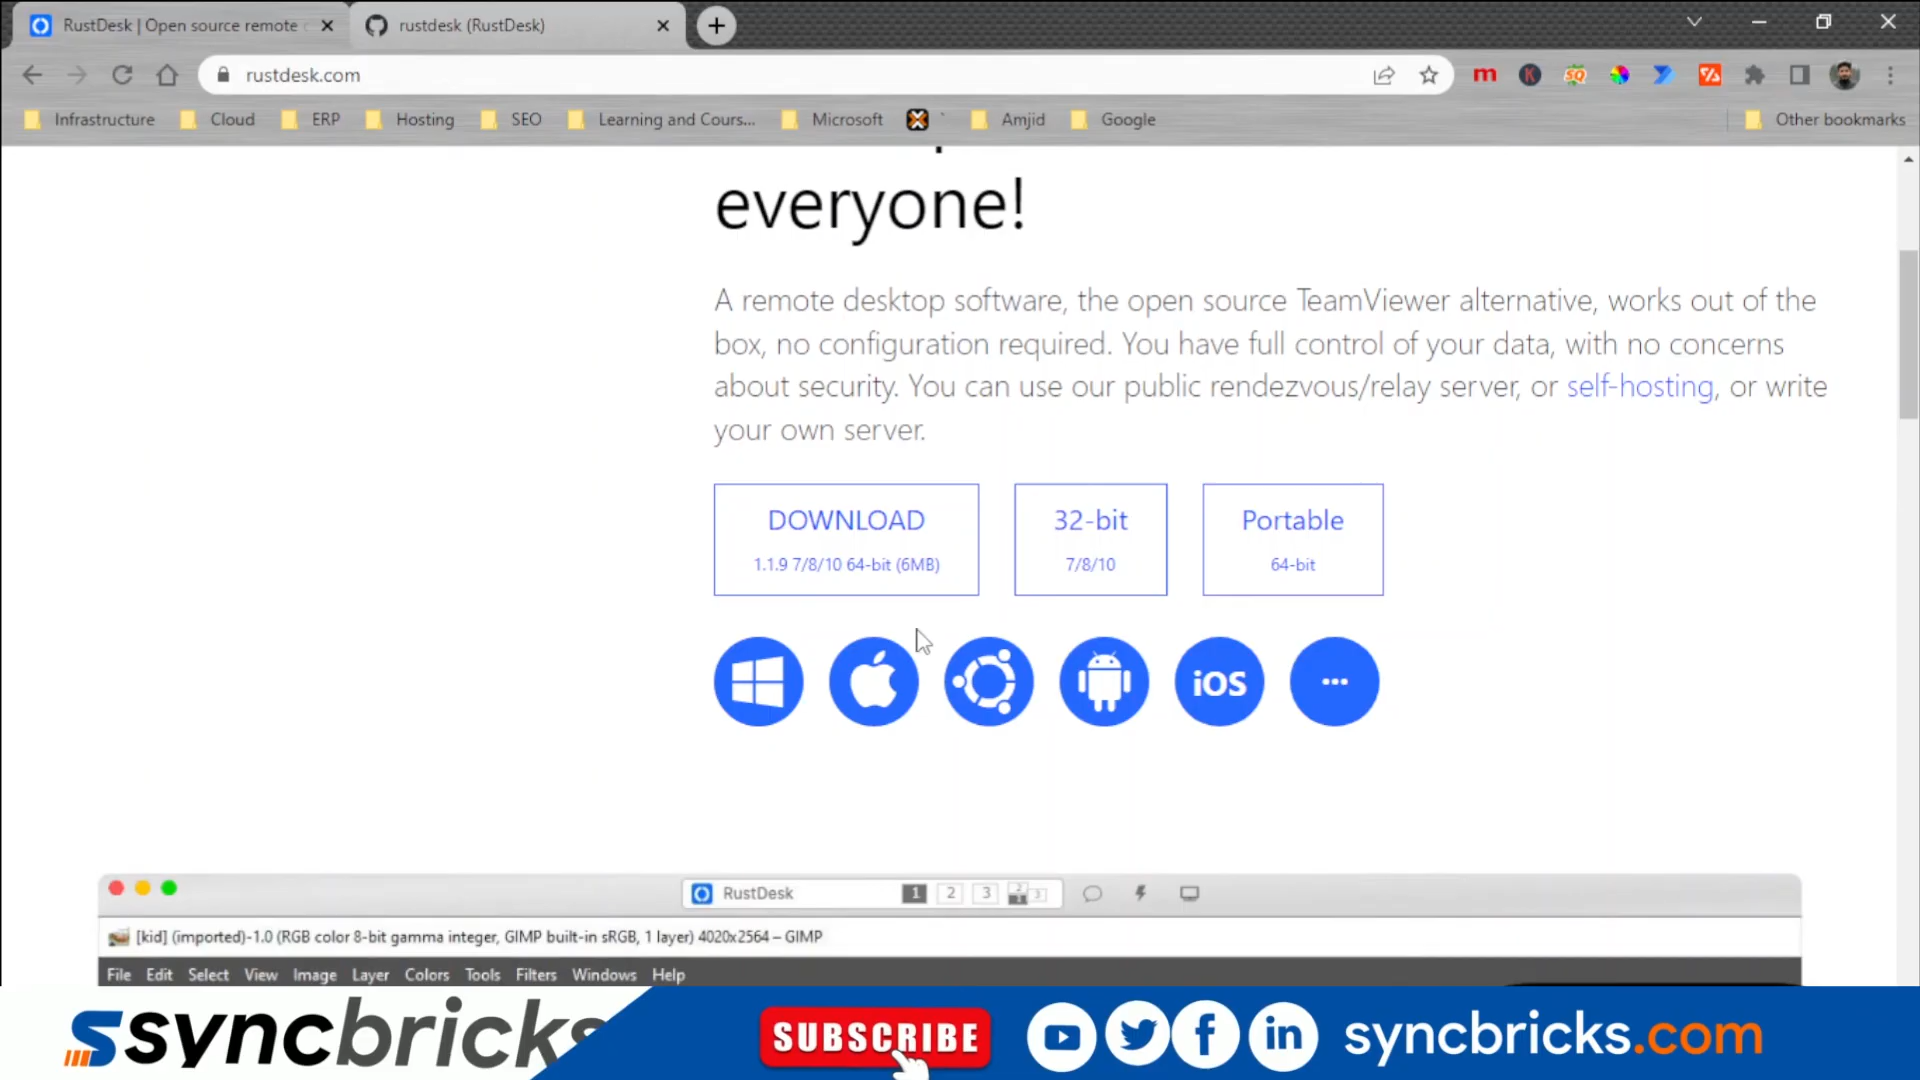 RustDesk | Open source remote
rustdesk (RustDesk)
rustdesk.com
m K SQ
Infrastructure Cloud ERP Hosting SEO Learning and Cours... Microsoft ` Amjid Google Other bookmarks
everyone!
A remote desktop software, the open source TeamViewer alternative, works out of the
box, no configuration required. You have full control of your data, with no concerns
about security. You can use our public rendezvous/relay server, or self-hosting, or write
your own server.
DOWNLOAD 32-bit Portable
1.1.9 7/8/10 64-bit (6MB) 7/8/10 64-bit
iOS ...
RustDesk 1 2 3 2 1 3
[kid] (imported)-1.0 (RGB color 8-bit gamma integer, GIMP built-in sRGB, 1 layer) 4020x2564 – GIMP
File Edit Select View Image Layer Colors Tools Filters Windows Help
syncbricks SUBSCRIBE f in syncbricks.com